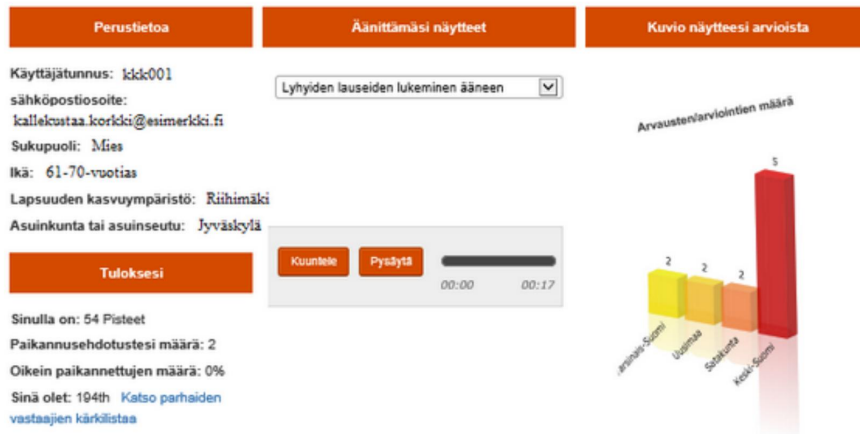 Perustietoa
Käyttäjätunnus: kkk001
sähköpostiosoite:
kallekustaa.korkki@esimerkki.fi
Sukupuoli: Mies
Ikä: 61-70-vuotias
Lapsuuden kasvuympäristö: Riihimäki
Asuinkunta tai asuinseutu: Jyväskylä
Tuloksesi
Sinulla on: 54 Pisteet
Paikannusehdotustesi määrä: 2
Oikein paikannettujen määrä: 0%
Sinä olet: 194th Katso parhaiden
vastaajien kärkilistaa
Äänittämäsi näytteet
Lyhyiden lauseiden lukeminen ääneen
Kuuntele Pysäytä
00:00 00:17
Kuvio näytteesi arvioista
Arvausten/arviointien määrä
5
2
2
2
arsinais-Suomi
Uusimaa
Satakunta
Keski-Suomi